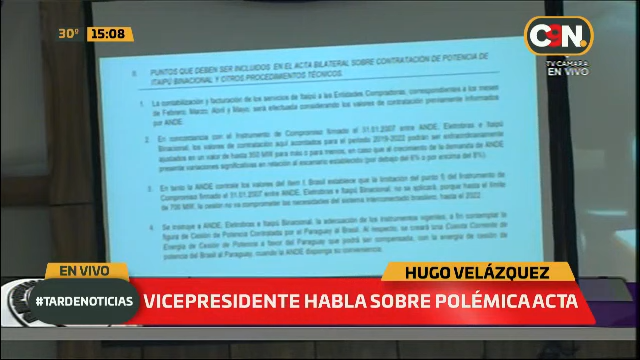 30°
15:08
C9N.
TV CÁMARA
EN VIVO
II. PUNTOS QUE DEBEN SER INCLUIDOS EN EL ACTA BILATERAL SOBRE CONTRATACIÓN DE POTENCIA DE
ITAIPÚ BINACIONAL Y OTROS PROCEDIMIENTOS TÉCNICOS.
1. La contabilización y facturación de los servicios de Itaipú a las Entidades Compradoras, correspondientes a los meses
de Febrero, Marzo, Abril y Mayo, será efectuada considerando los valores de contratación previamente informados
por ANDE.
2. En concordancia con el Instrumento de Compromiso firmado el 31.01.2007 entre ANDE, Eletrobras e Itaipú
Binacional, los valores de contratación aquí acordados para el período 2019-2022 podrán ser extraordinariamente
ajustados en un valor de hasta 300 MW para más o para menos, en caso que el crecimiento de la demanda de ANDE
presente variaciones significativas en relación al escenario establecido (por debajo del 6% o por encima del 8%).
3. En tanto la ANDE contrate los valores del ítem I, Brasil establece que la limitación del punto 5 del Instrumento de
Compromiso firmado el 31.01.2007 entre ANDE, Eletrobras e Itaipú Binacional, no se aplicará, porque hasta el límite
de 700 MW, la cesión no va comprometer las necesidades del sistema interconectado brasileño, hasta el 2022.
4. Se instruye a ANDE, Eletrobras e Itaipú Binacional, la adecuación de los instrumentos vigentes, a fin contemplar la
figura de Cesión de Potencia Contratada por el Paraguay al Brasil. Al respecto, se creará una Cuenta Corriente de
Energía de Cesión de Potencia a favor del Paraguay que podrá ser compensada, con la energía de cesión de
potencia del Brasil al Paraguay, cuando la ANDE disponga su conveniencia.
EN VIVO
HUGO VELÁZQUEZ
#TARDENOTICIAS
VICEPRESIDENTE HABLA SOBRE POLÉMICA ACTA